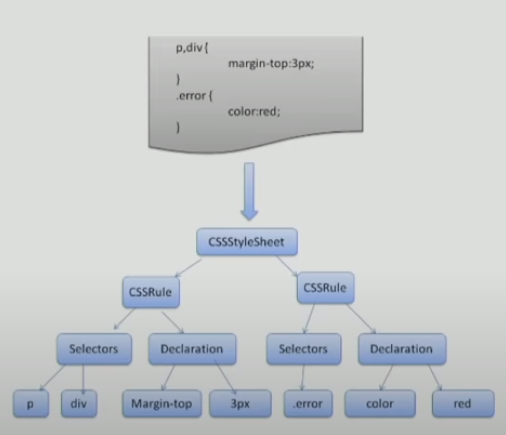 p,div{
margin-top:3px;
}
.error{
color:red;
}
CSSStyleSheet
CSSRule
CSSRule
Selectors
Declaration
Selectors
Declaration
p
div
Margin-top
3px
.error
color
red